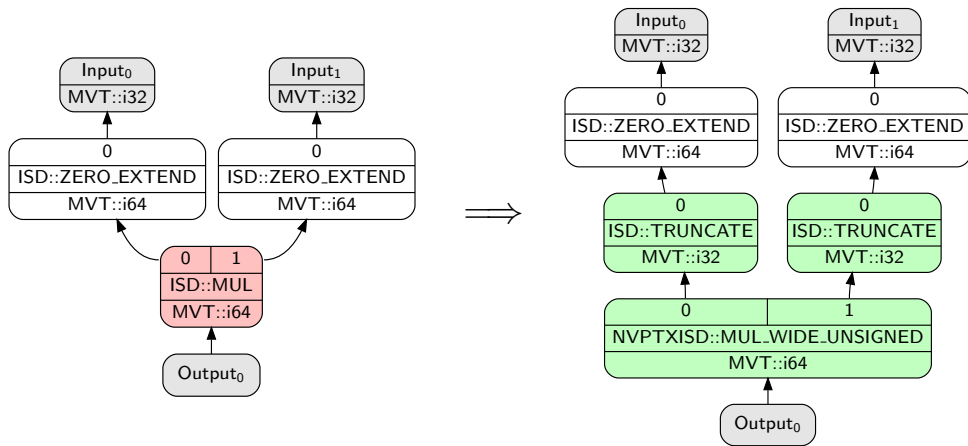 Input₀
MVT::i32
Input₁
MVT::i32
0
ISD::ZERO_EXTEND
MVT::i64
0
ISD::ZERO_EXTEND
MVT::i64
0 1
ISD::MUL
MVT::i64
Output₀
⟹
Input₀
MVT::i32
Input₁
MVT::i32
0
ISD::ZERO_EXTEND
MVT::i64
0
ISD::ZERO_EXTEND
MVT::i64
0
ISD::TRUNCATE
MVT::i32
0
ISD::TRUNCATE
MVT::i32
0 1
NVPTXISD::MUL_WIDE_UNSIGNED
MVT::i64
Output₀